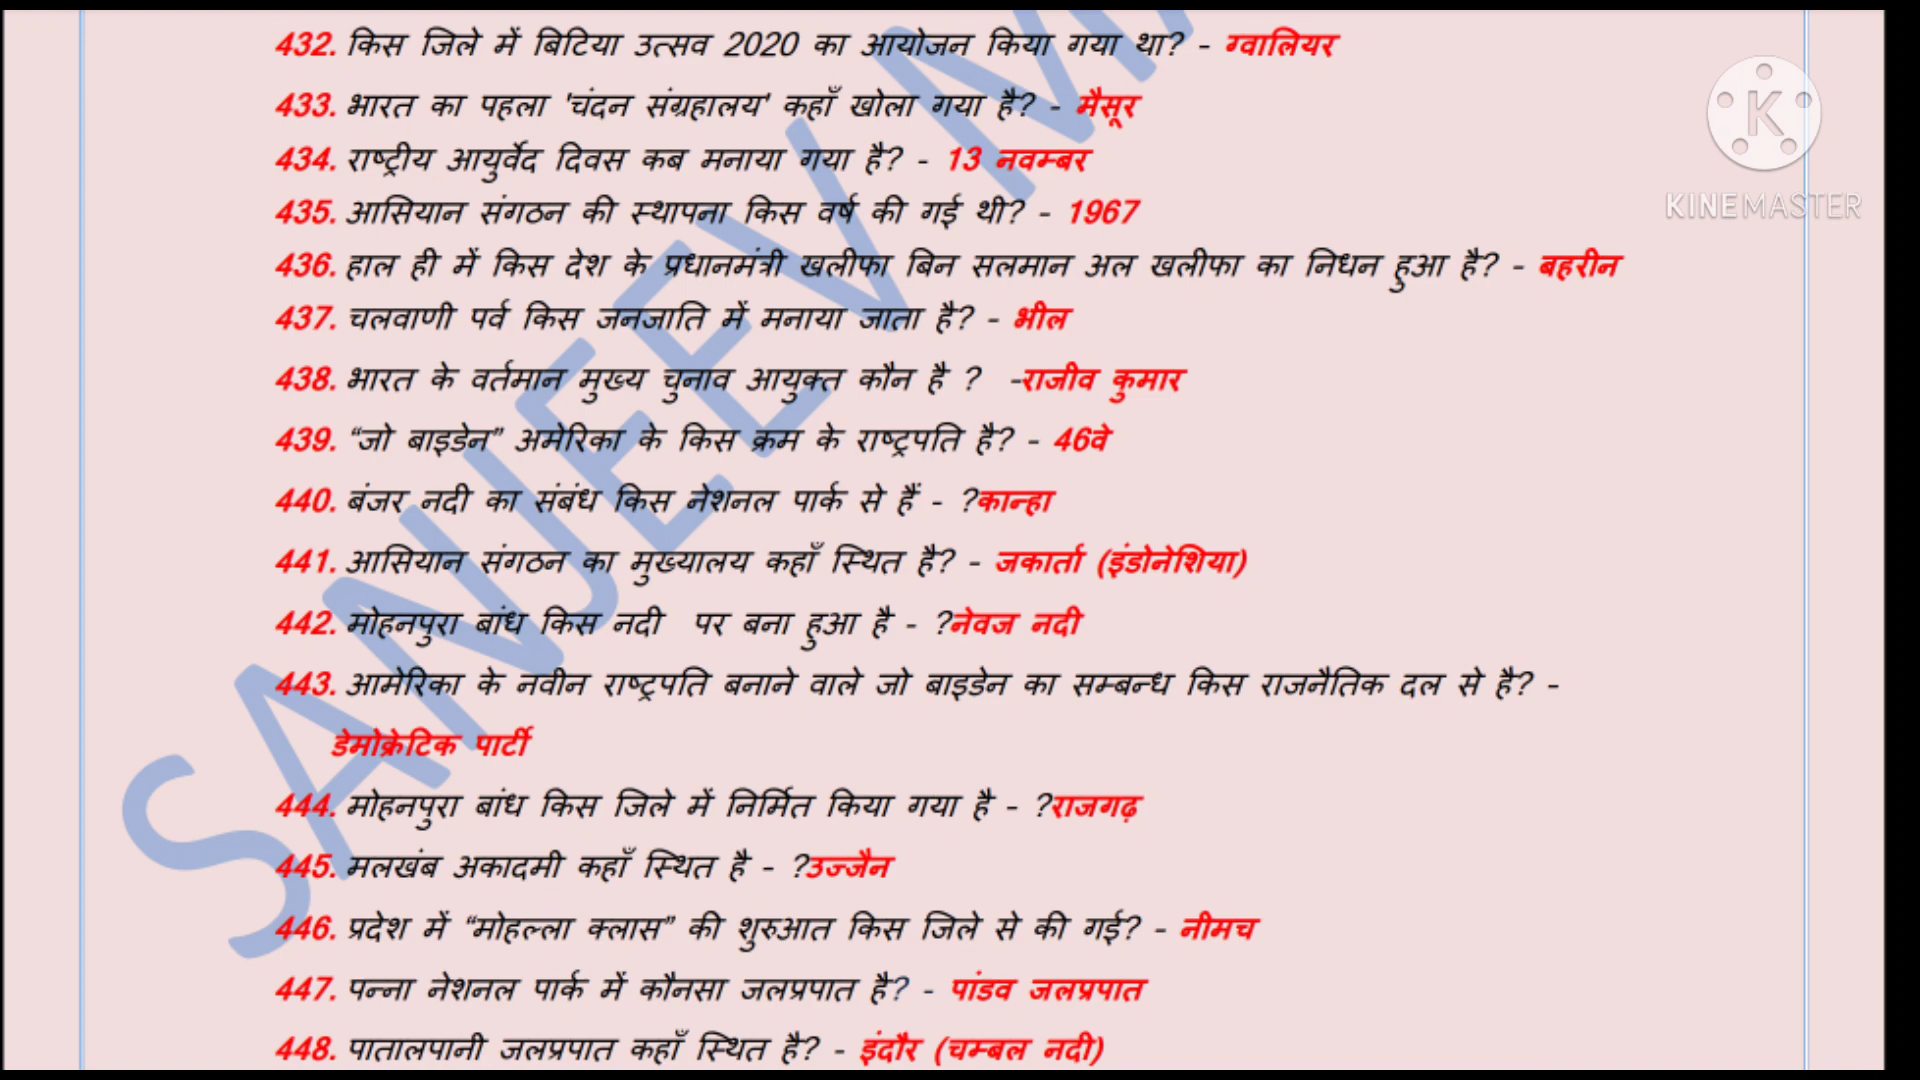 432. किस जिले में बिटिया उत्सव 2020 का आयोजन किया गया था? - ग्वालियर
433. भारत का पहला 'चंदन संग्रहालय' कहाँ खोला गया है? - मैसूर
434. राष्ट्रीय आयुर्वेद दिवस कब मनाया गया है? - 13 नवम्बर
435. आसियान संगठन की स्थापना किस वर्ष की गई थी? - 1967
436. हाल ही में किस देश के प्रधानमंत्री खलीफा बिन सलमान अल खलीफा का निधन हुआ है? - बहरीन
437. चलवाणी पर्व किस जनजाति में मनाया जाता है? - भील
438. भारत के वर्तमान मुख्य चुनाव आयुक्त कौन है ? -राजीव कुमार
439. “जो बाइडेन” अमेरिका के किस क्रम के राष्ट्रपति है? - 46वे
440. बंजर नदी का संबंध किस नेशनल पार्क से हैं - ?कान्हा
441. आसियान संगठन का मुख्यालय कहाँ स्थित है? - जकार्ता (इंडोनेशिया)
442. मोहनपुरा बांध किस नदी पर बना हुआ है - ?नेवज नदी
443. आमेरिका के नवीन राष्ट्रपति बनाने वाले जो बाइडेन का सम्बन्ध किस राजनैतिक दल से है? -
डेमोक्रेटिक पार्टी
444. मोहनपुरा बांध किस जिले में निर्मित किया गया है - ?राजगढ़
445. मलखंब अकादमी कहाँ स्थित है - ?उज्जैन
446. प्रदेश में “मोहल्ला क्लास” की शुरुआत किस जिले से की गई? - नीमच
447. पन्ना नेशनल पार्क में कौनसा जलप्रपात है? - पांडव जलप्रपात
448. पातालपानी जलप्रपात कहाँ स्थित है? - इंदौर (चम्बल नदी)
SANJEEV
K
KINEMASTER